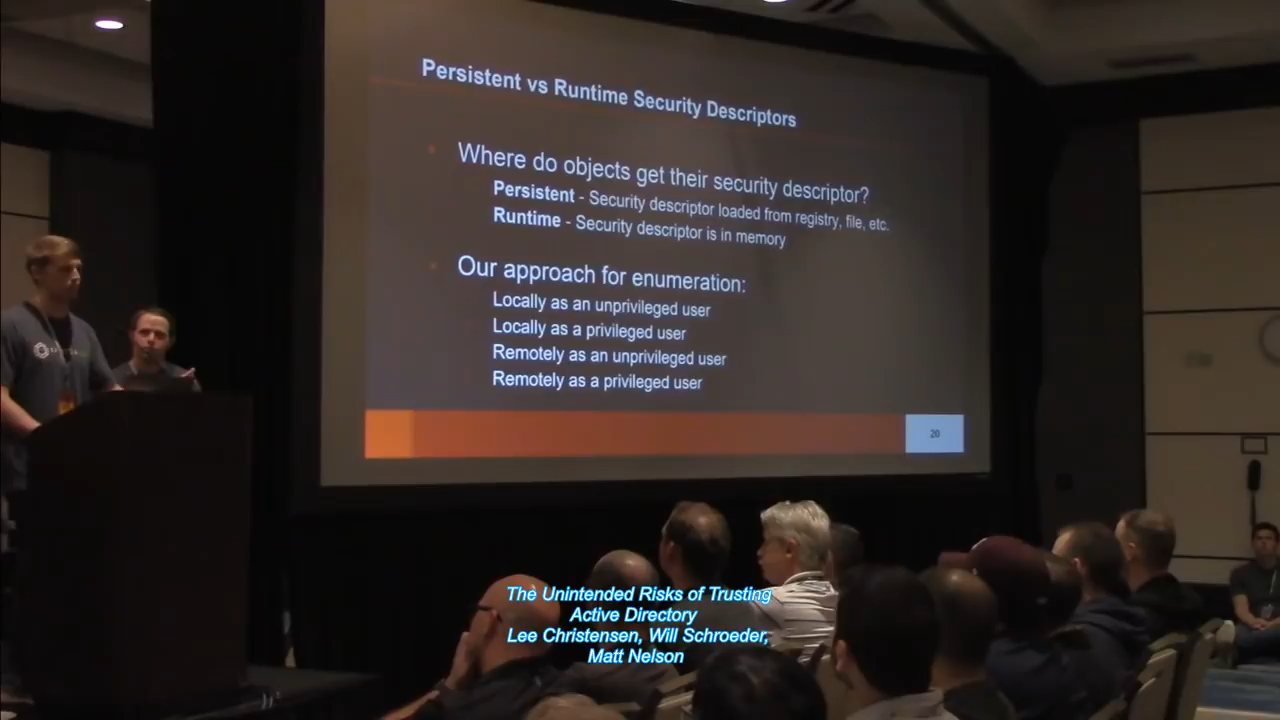 Persistent vs Runtime Security Descriptors
Where do objects get their security descriptor?
Persistent - Security descriptor loaded from registry, file, etc.
Runtime - Security descriptor is in memory
Our approach for enumeration:
Locally as an unprivileged user
Locally as a privileged user
Remotely as an unprivileged user
Remotely as a privileged user
20
The Unintended Risks of Trusting
Active Directory
Lee Christensen, Will Schroeder,
Matt Nelson